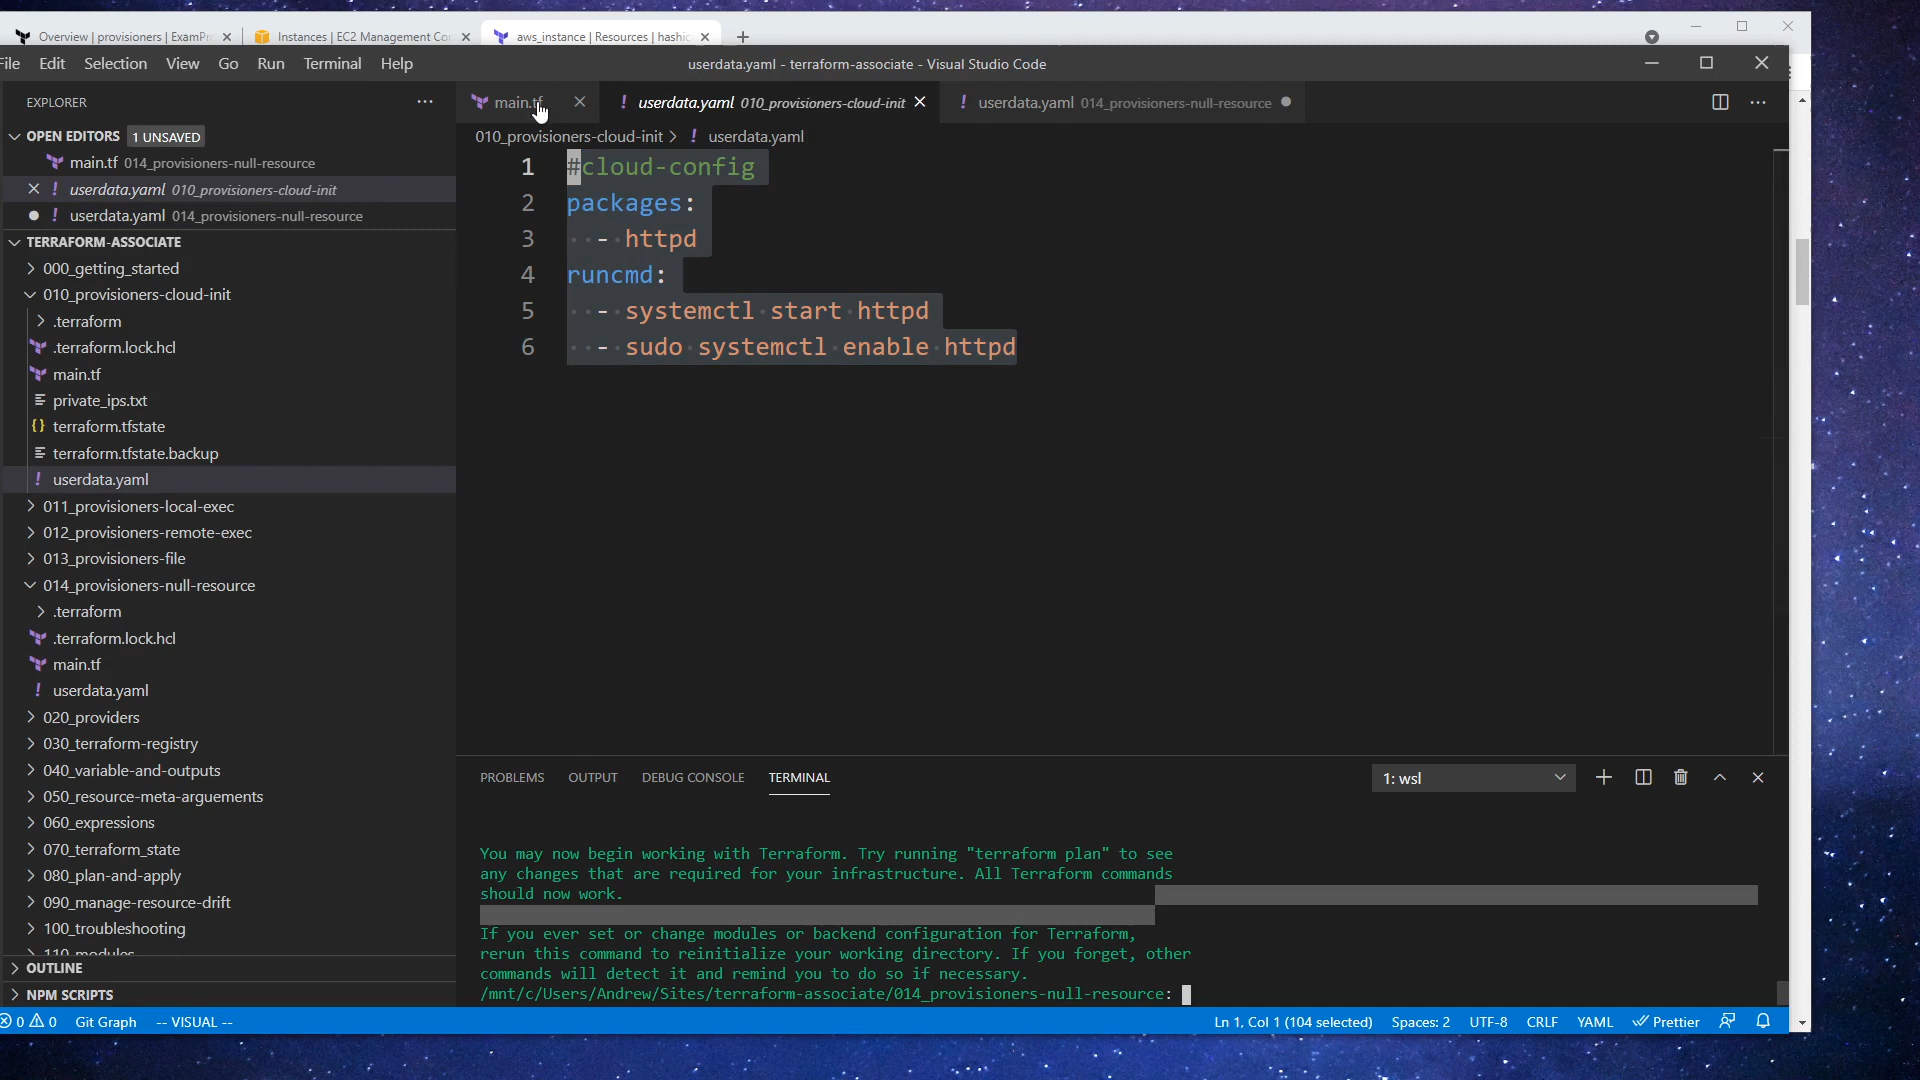 Overview | provisioners | ExamPr
Instances | EC2 Management Con
aws_instance | Resources | hashic
File Edit Selection View Go Run Terminal Help
userdata.yaml - terraform-associate - Visual Studio Code
EXPLORER
main.tf
! userdata.yaml 010_provisioners-cloud-init
! userdata.yaml 014_provisioners-null-resource
010_provisioners-cloud-init > ! userdata.yaml
OPEN EDITORS 1 UNSAVED
main.tf 014_provisioners-null-resource
! userdata.yaml 010_provisioners-cloud-init
! userdata.yaml 014_provisioners-null-resource
TERRAFORM-ASSOCIATE
000_getting_started
010_provisioners-cloud-init
.terraform
.terraform.lock.hcl
main.tf
private_ips.txt
{} terraform.tfstate
terraform.tfstate.backup
! userdata.yaml
011_provisioners-local-exec
012_provisioners-remote-exec
013_provisioners-file
014_provisioners-null-resource
.terraform
.terraform.lock.hcl
main.tf
! userdata.yaml
020_providers
030_terraform-registry
040_variable-and-outputs
050_resource-meta-arguements
060_expressions
070_terraform_state
080_plan-and-apply
090_manage-resource-drift
100_troubleshooting
110_modules
OUTLINE
NPM SCRIPTS
1 #cloud-config
2 packages:
3 - httpd
4 runcmd:
5 - systemctl start httpd
6 - sudo systemctl enable httpd
PROBLEMS OUTPUT DEBUG CONSOLE TERMINAL
1: wsl
You may now begin working with Terraform. Try running "terraform plan" to see
any changes that are required for your infrastructure. All Terraform commands
should now work.
If you ever set or change modules or backend configuration for Terraform,
rerun this command to reinitialize your working directory. If you forget, other
commands will detect it and remind you to do so if necessary.
/mnt/c/Users/Andrew/Sites/terraform-associate/014_provisioners-null-resource:
0 0 Git Graph -- VISUAL --
Ln 1, Col 1 (104 selected) Spaces: 2 UTF-8 CRLF YAML Prettier